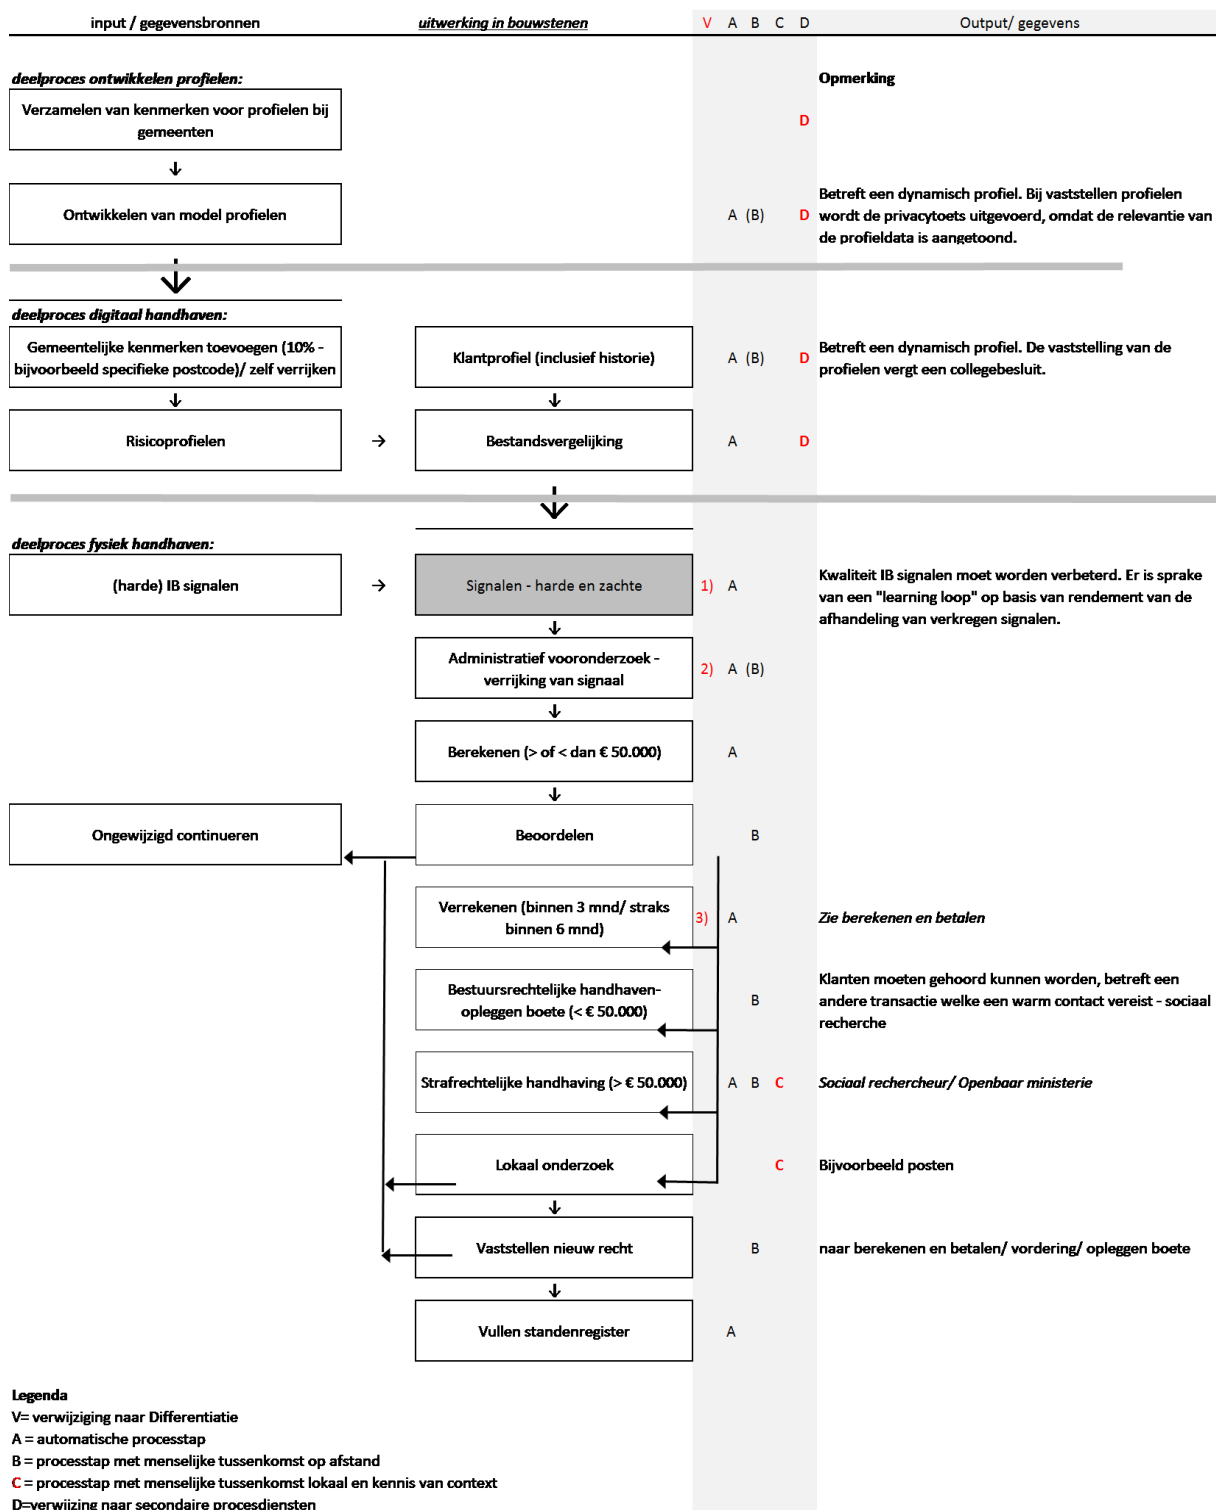 input / gegevensbronnen
uitwerking in bouwstenen
V A B C D
Output/ gegevens
deelproces ontwikkelen profielen:
Opmerking
Verzamelen van kenmerken voor profielen bij
gemeenten
D
↓
Ontwikkelen van model profielen
A (B) D
Betreft een dynamisch profiel. Bij vaststellen profielen
wordt de privacytoets uitgevoerd, omdat de relevantie van
de profieldata is aangetoond.
deelproces digitaal handhaven:
Gemeentelijke kenmerken toevoegen (10% -
bijvoorbeeld specifieke postcode)/ zelf verrijken
Klantprofiel (inclusief historie)
A (B) D
Betreft een dynamisch profiel. De vaststelling van de
profielen vergt een collegebesluit.
↓ ↓
Risicoprofielen
→
Bestandsvergelijking
A D
deelproces fysiek handhaven:
(harde) IB signalen
→
Signalen - harde en zachte
1) A
Kwaliteit IB signalen moet worden verbeterd. Er is sprake
van een "learning loop" op basis van rendement van de
afhandeling van verkregen signalen.
↓
Administratief vooronderzoek -
verrijking van signaal
2) A (B)
↓
Berekenen (> of < dan € 50.000)
A
↓
Ongewijzigd continueren
Beoordelen
B
Verrekenen (binnen 3 mnd/ straks
binnen 6 mnd)
3) A
Zie berekenen en betalen
Bestuursrechtelijke handhaven-
opleggen boete (< € 50.000)
B
Klanten moeten gehoord kunnen worden, betreft een
andere transactie welke een warm contact vereist - sociaal
recherche
Strafrechtelijke handhaving (> € 50.000)
A B C
Sociaal rechercheur/ Openbaar ministerie
Lokaal onderzoek
C
Bijvoorbeeld posten
↓
Vaststellen nieuw recht
B
naar berekenen en betalen/ vordering/ opleggen boete
↓
Vullen standenregister
A
Legenda
V= verwijziging naar Differentiatie
A = automatische processtap
B = processtap met menselijke tussenkomst op afstand
C = processtap met menselijke tussenkomst lokaal en kennis van context
D=verwijzing naar secondaire procesdiensten